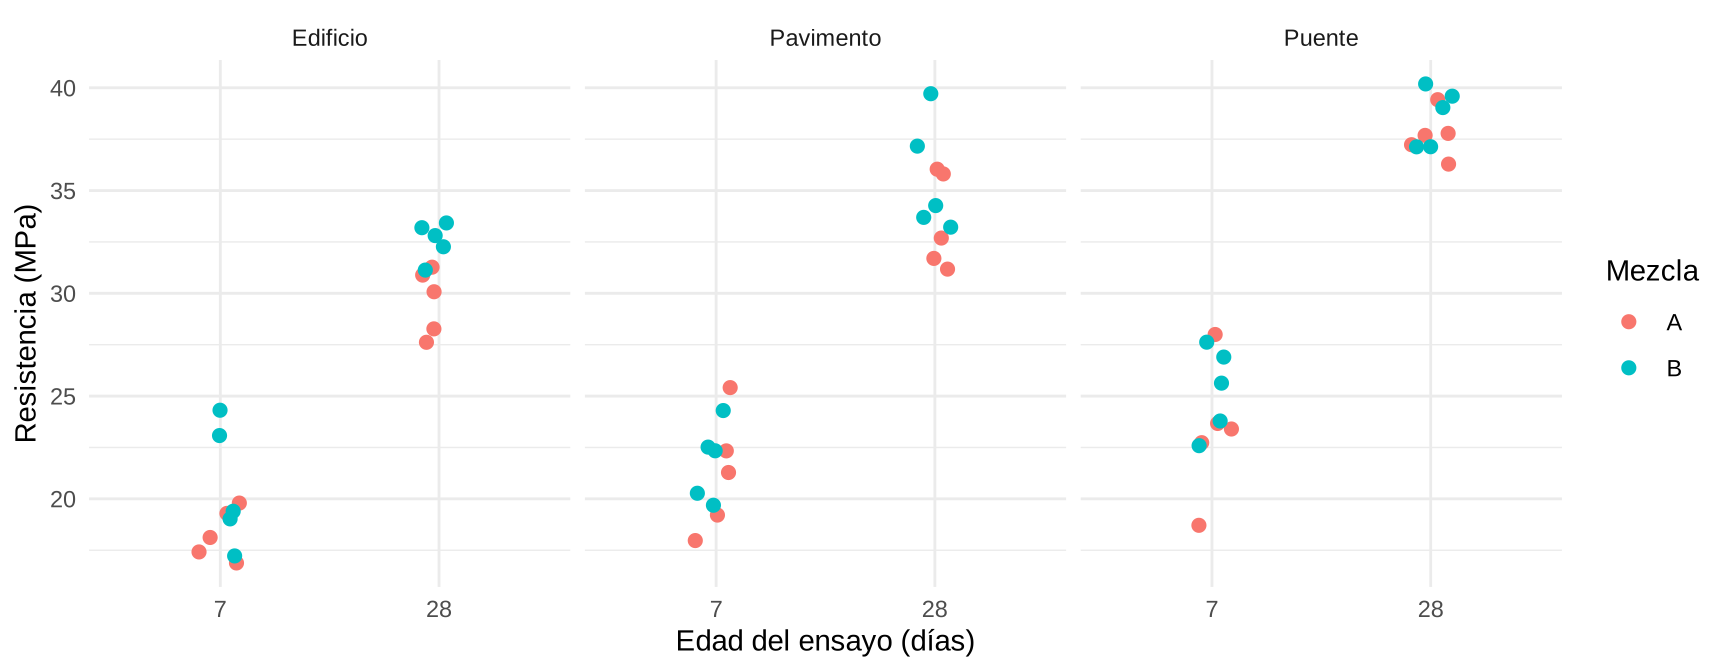 Edificio
Pavimento
Puente
40
35
30
25
20
Resistencia (MPa)
7
28
7
28
7
28
Edad del ensayo (días)
Mezcla
A
B